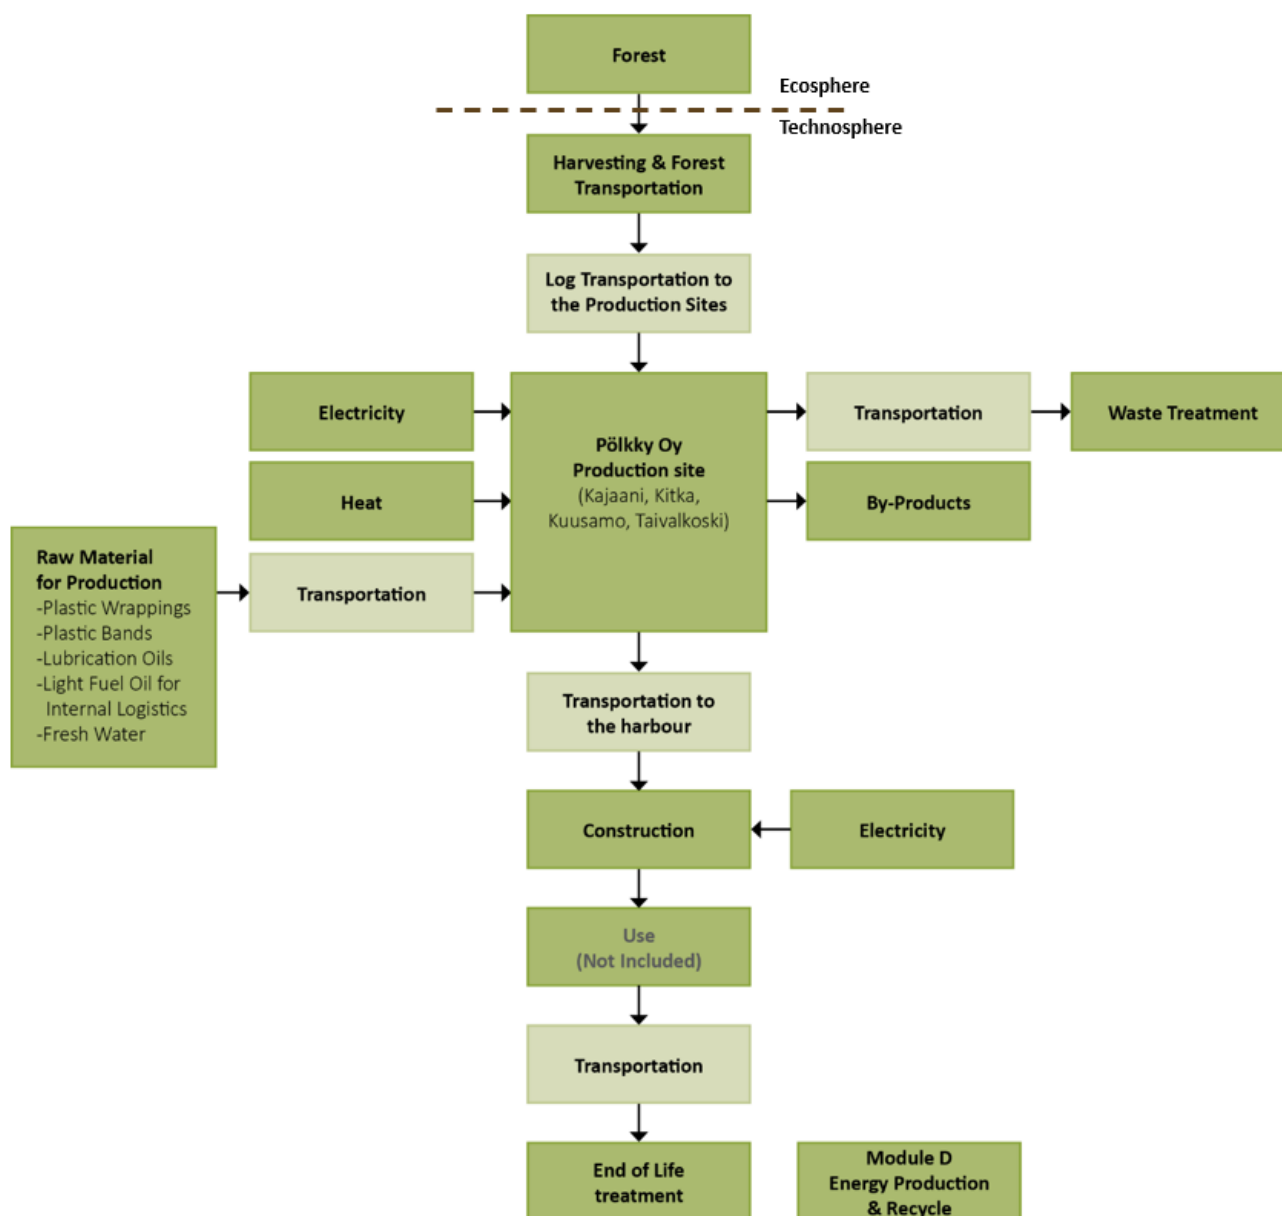 Forest
Ecosphere
Technosphere
Harvesting & Forest
Transportation
Log Transportation to
the Production Sites
Electricity
Heat
Raw Material
for Production
-Plastic Wrappings
-Plastic Bands
-Lubrication Oils
-Light Fuel Oil for
Internal Logistics
-Fresh Water
Transportation
Pölkky Oy
Production site
(Kajaani, Kitka,
Kuusamo, Taivalkoski)
Transportation
Waste Treatment
By-Products
Transportation to
the harbour
Construction
Electricity
Use
(Not Included)
Transportation
End of Life
treatment
Module D
Energy Production
& Recycle